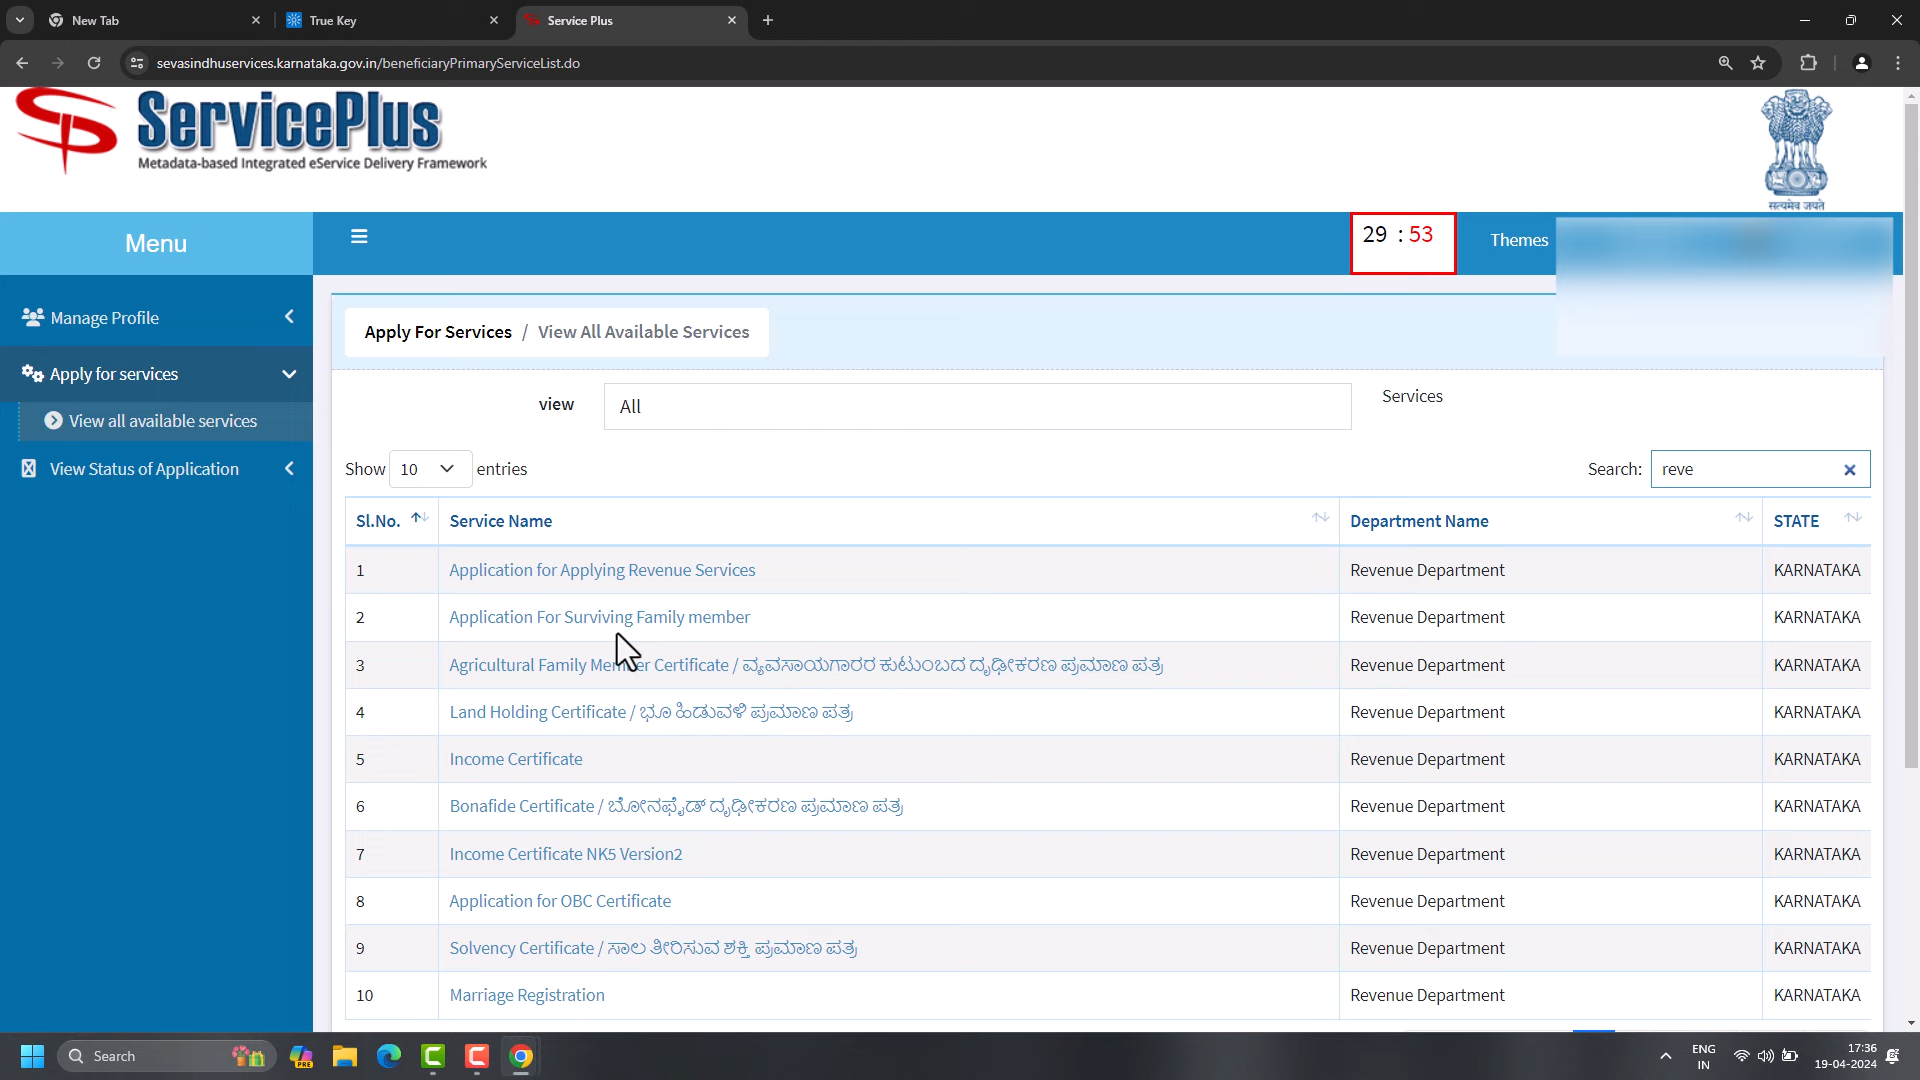 New Tab
True Key
Service Plus
sevasindhuservices.karnataka.gov.in/beneficiaryPrimaryServiceList.do
ServicePlus
Metadata-based Integrated eService Delivery Framework
सत्यमेव जयते
Menu
29 : 53
Themes
Manage Profile
Apply for services
View all available services
View Status of Application
Apply For Services / View All Available Services
view All Services
Show 10 entries
Search: reve
Sl.No. Service Name Department Name STATE
1 Application for Applying Revenue Services Revenue Department KARNATAKA
2 Application For Surviving Family member Revenue Department KARNATAKA
3 Agricultural Family Member Certificate / ವ್ಯವಸಾಯಗಾರರ ಕುಟುಂಬದ ದೃಢೀಕರಣ ಪ್ರಮಾಣ ಪತ್ರ Revenue Department KARNATAKA
4 Land Holding Certificate / ಭೂ ಹಿಡುವಳಿ ಪ್ರಮಾಣ ಪತ್ರ Revenue Department KARNATAKA
5 Income Certificate Revenue Department KARNATAKA
6 Bonafide Certificate / ಬೋನಫೈಡ್ ದೃಢೀಕರಣ ಪ್ರಮಾಣ ಪತ್ರ Revenue Department KARNATAKA
7 Income Certificate NK5 Version2 Revenue Department KARNATAKA
8 Application for OBC Certificate Revenue Department KARNATAKA
9 Solvency Certificate / ಸಾಲ ತೀರಿಸುವ ಶಕ್ತಿ ಪ್ರಮಾಣ ಪತ್ರ Revenue Department KARNATAKA
10 Marriage Registration Revenue Department KARNATAKA
Search
PRE
ENG
IN
17:36
19-04-2024